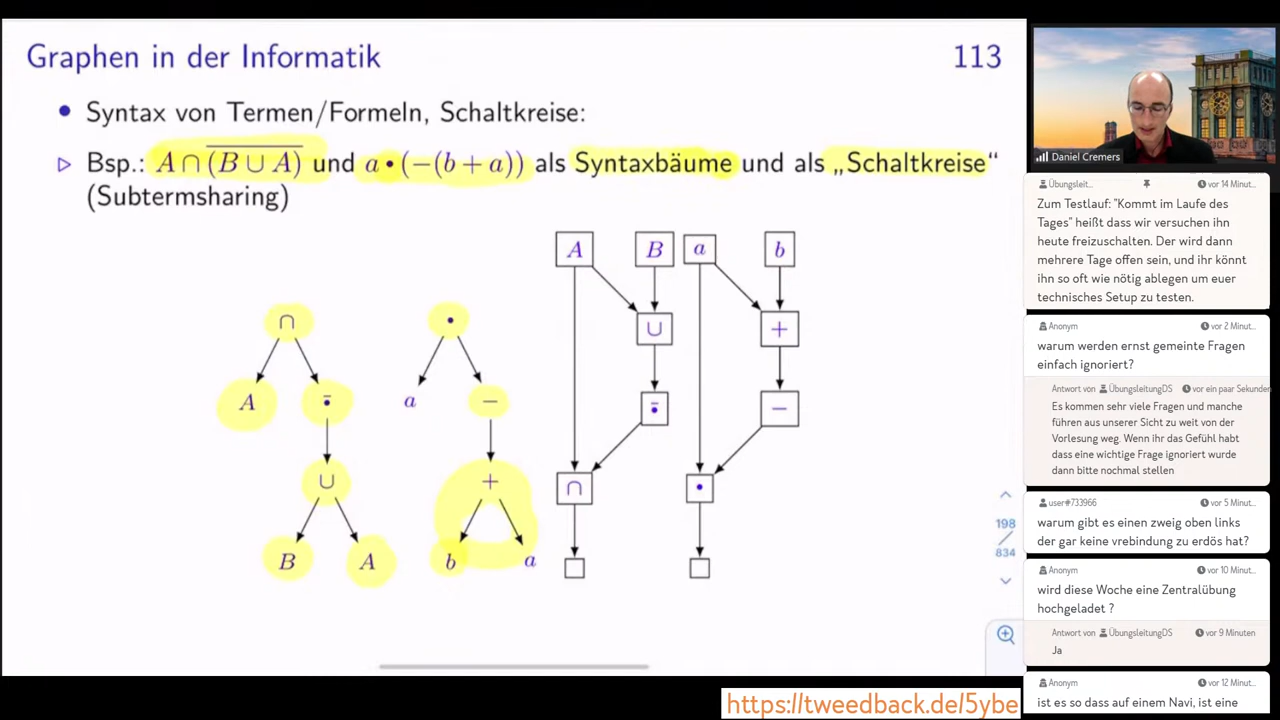 Graphen in der Informatik
113
• Syntax von Termen/Formeln, Schaltkreise:
▷ Bsp.: A ∩ (B ∪ A)‾ und a • (−(b + a)) als Syntaxbäume und als „Schaltkreise“
(Subtermsharing)
A B a b
∩ • ∪ +
A •̄ a − •̄ −
∪ + ∩ •
B A b a
198
/
834
https://tweedback.de/5ybe
Daniel Cremers
Übungsleit... vor 14 Minut...
Zum Testlauf: "Kommt im Laufe des
Tages" heißt dass wir versuchen ihn
heute freizuschalten. Der wird dann
mehrere Tage offen sein, und ihr könnt
ihn so oft wie nötig ablegen um euer
technisches Setup zu testen.
Anonym vor 2 Minut...
warum werden ernst gemeinte Fragen
einfach ignoriert?
Antwort von ÜbungsleitungDS vor ein paar Sekunden
Es kommen sehr viele Fragen und manche
führen aus unserer Sicht zu weit von der
Vorlesung weg. Wenn ihr das Gefühl habt
dass eine wichtige Frage ignoriert wurde
dann bitte nochmal stellen
user#733966 vor 5 Minut...
warum gibt es einen zweig oben links
der gar keine vrebindung zu erdös hat?
Anonym vor 10 Minut...
wird diese Woche eine Zentralübung
hochgeladet ?
Antwort von ÜbungsleitungDS vor 9 Minuten
Ja
Anonym vor 12 Minut...
ist es so dass auf einem Navi, ist eine